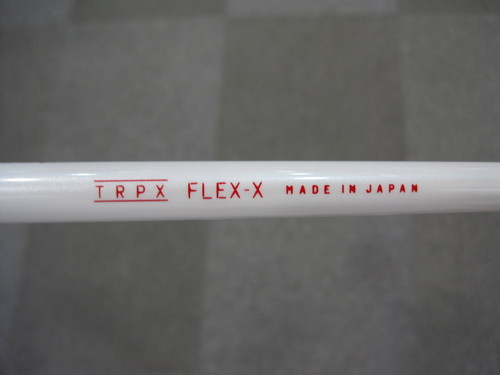 TRPX FLEX-X MADE IN JAPAN